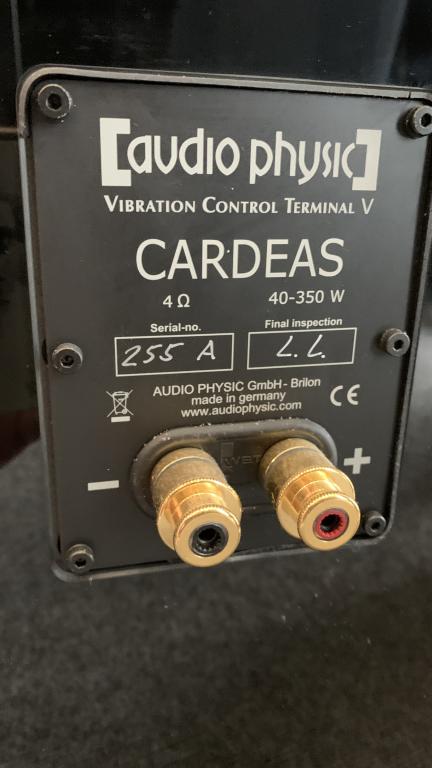 [audio physic]
VIBRATION CONTROL TERMINAL V
CARDEAS
4 Ω 40-350 W
Serial-no. Final inspection
255 A L. L.
AUDIO PHYSIC GmbH - Brilon
made in germany
www.audiophysic.com
CE
WBT
- +